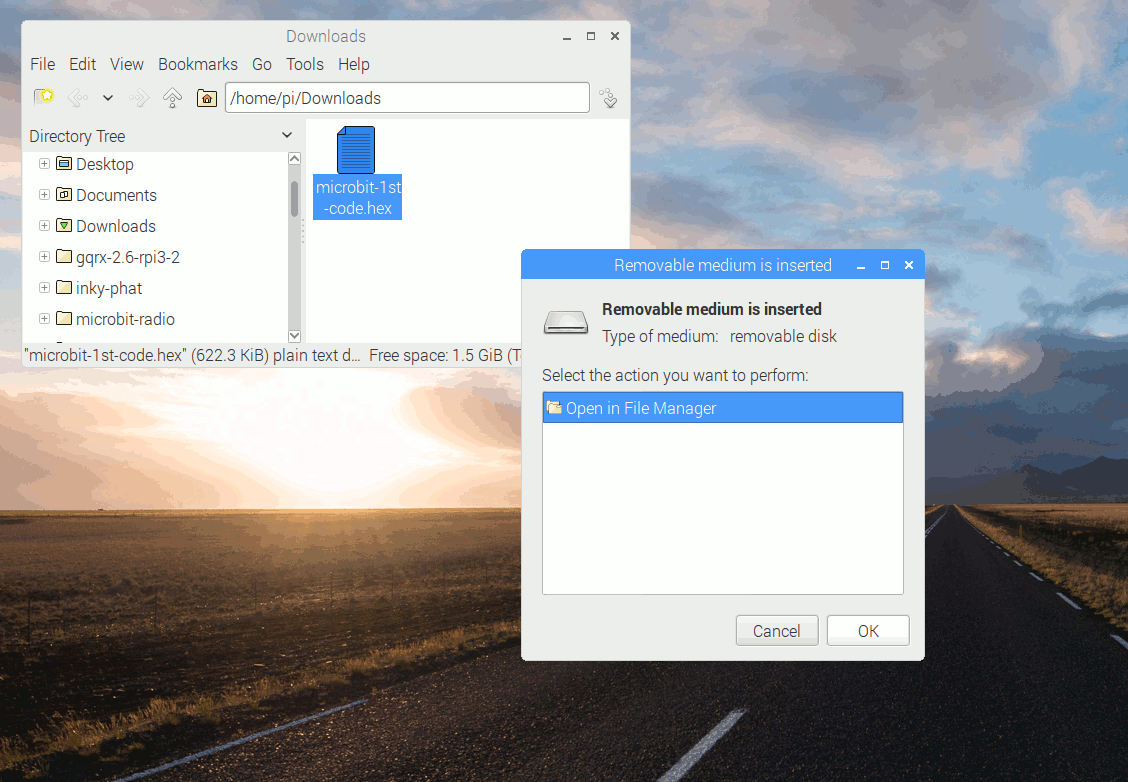 Downloads
File Edit View Bookmarks Go Tools Help
/home/pi/Downloads
Directory Tree
Desktop
Documents
Downloads
gqrx-2.6-rpi3-2
inky-phat
microbit-radio
microbit-1st
-code.hex
"microbit-1st-code.hex" (622.3 KiB) plain text d... Free space: 1.5 GiB
Removable medium is inserted
Removable medium is inserted
Type of medium: removable disk
Select the action you want to perform:
Open in File Manager
Cancel OK